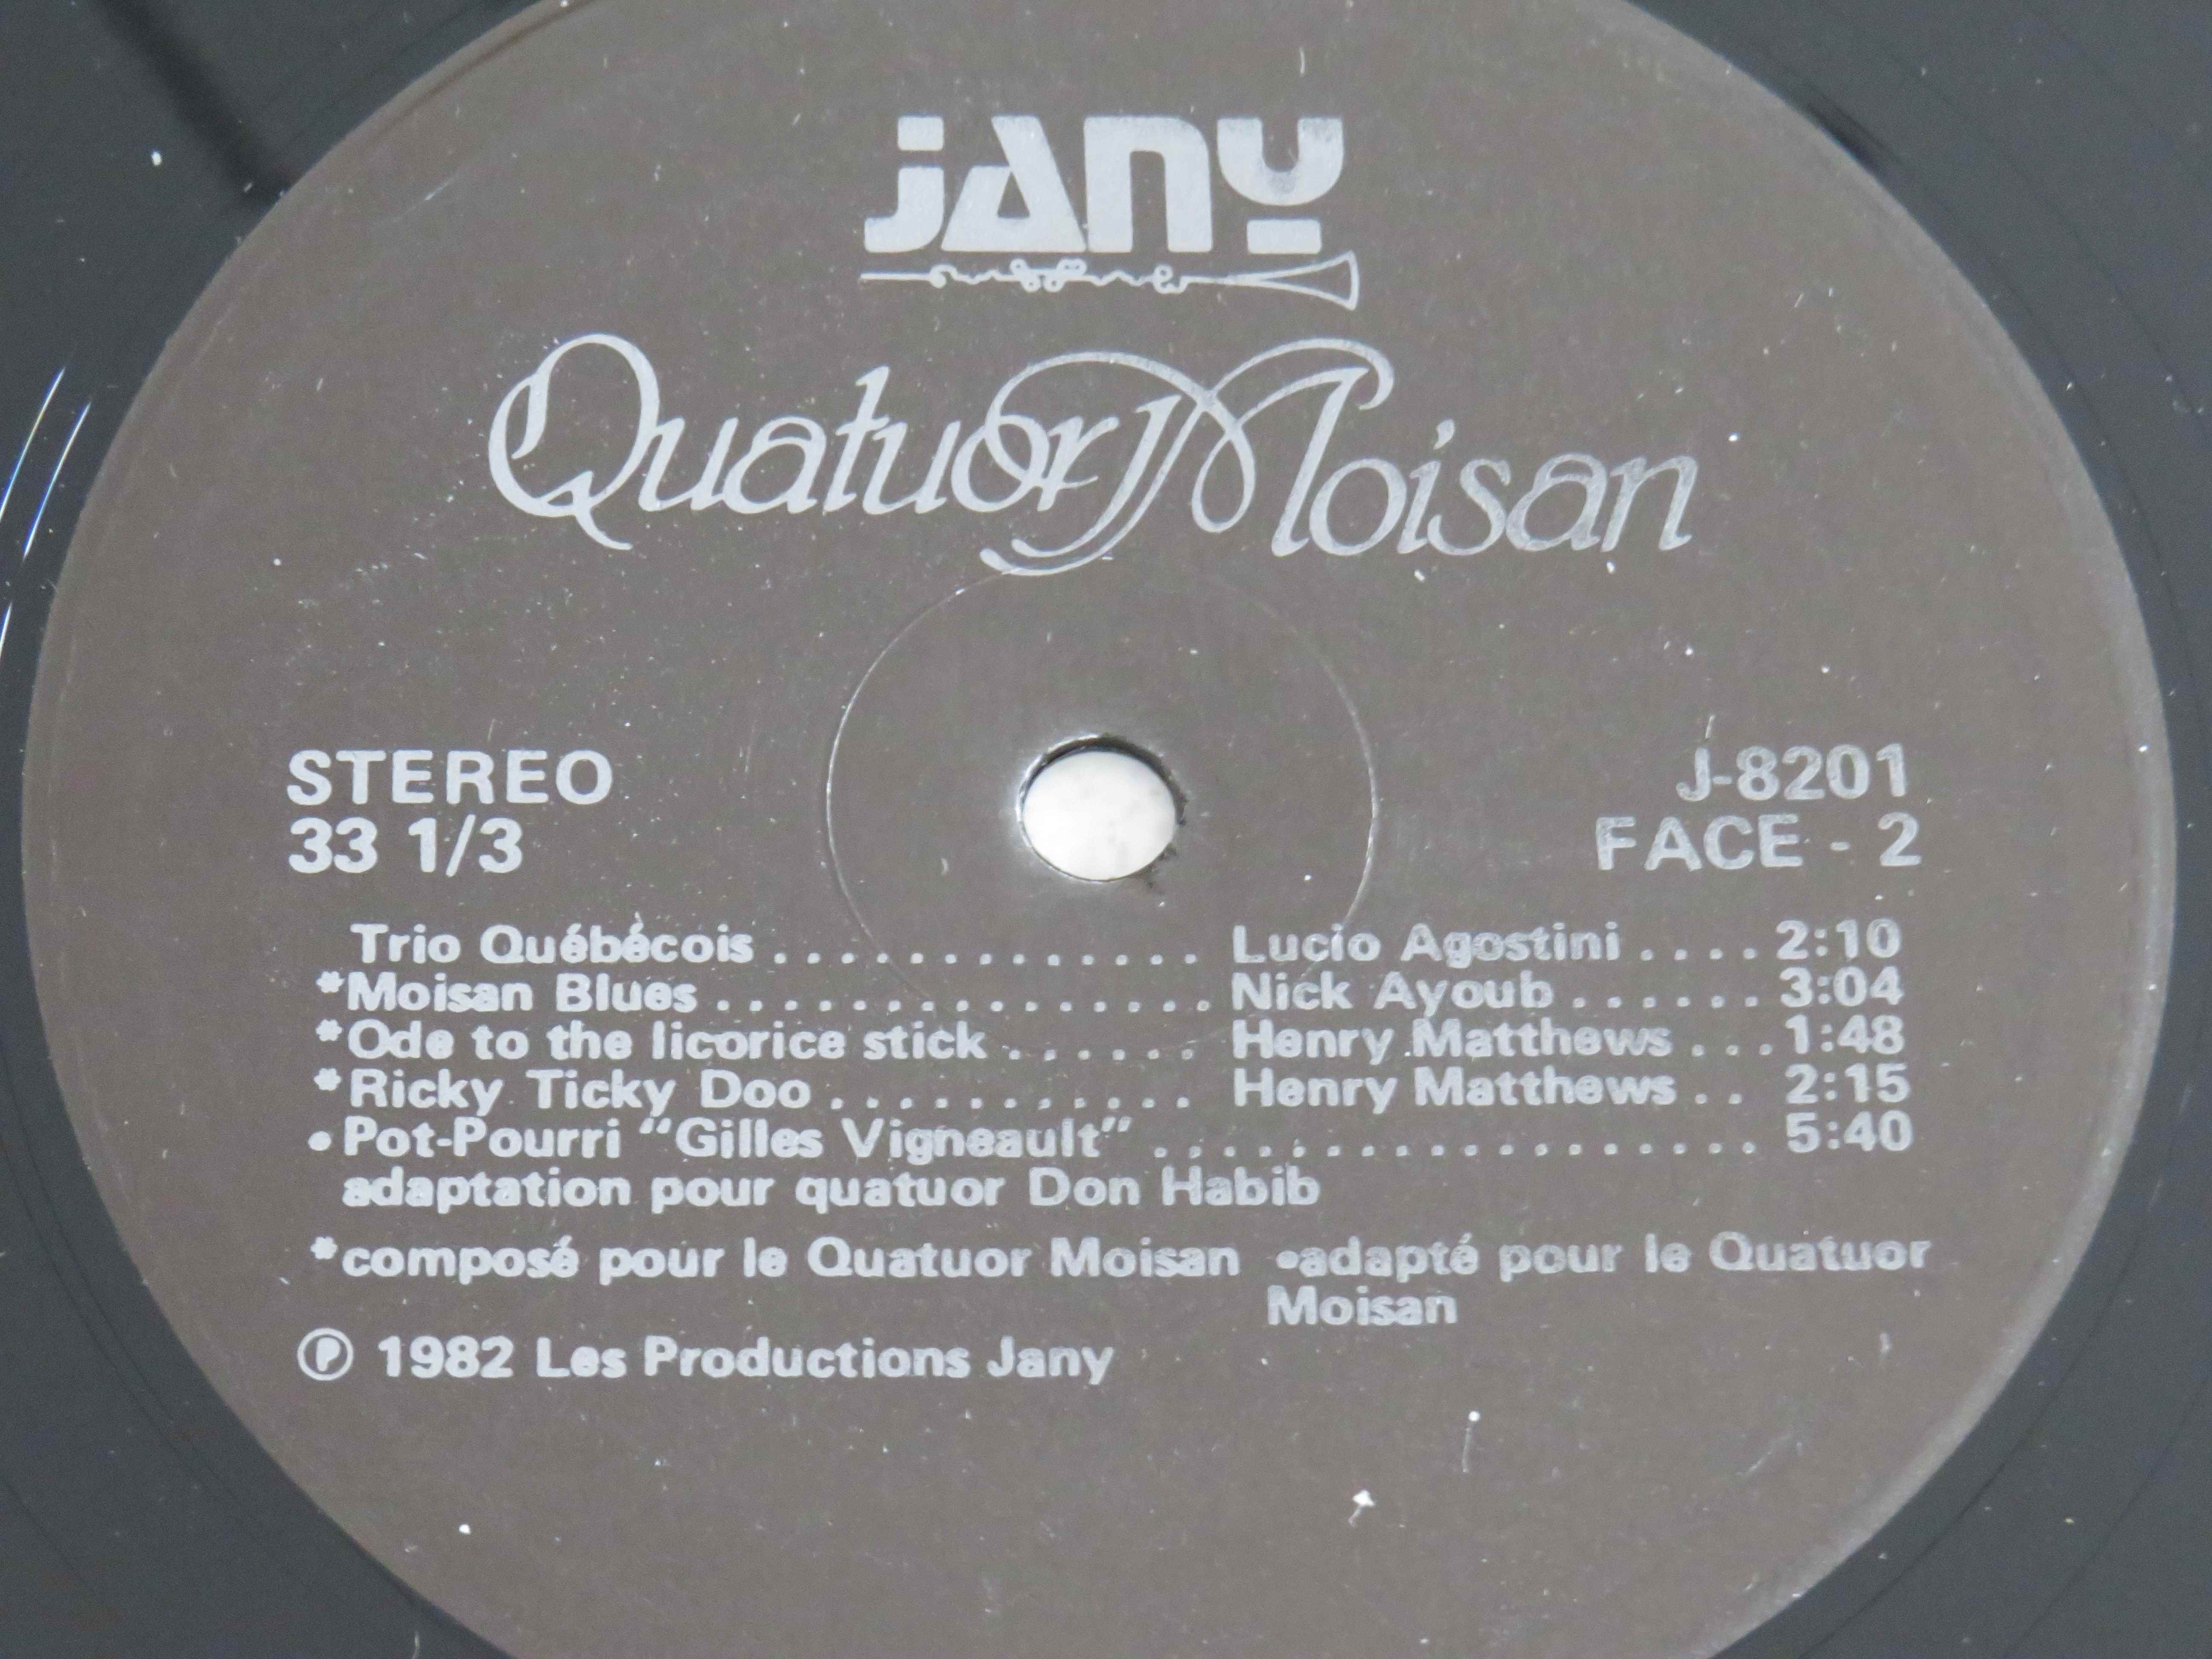 jany
Quatuor Moisan
STEREO J-8201
33 1/3 FACE - 2
Trio Québécois .............. Lucio Agostini .... 2:10
*Moisan Blues ................ Nick Ayoub ...... 3:04
*Ode to the licorice stick ...... Henry Matthews ... 1:48
*Ricky Ticky Doo ........... Henry Matthews .. 2:15
•Pot-Pourri "Gilles Vigneault" ................... 5:40
adaptation pour quatuor Don Habib
*composé pour le Quatuor Moisan •adapté pour le Quatuor
Moisan
℗ 1982 Les Productions Jany